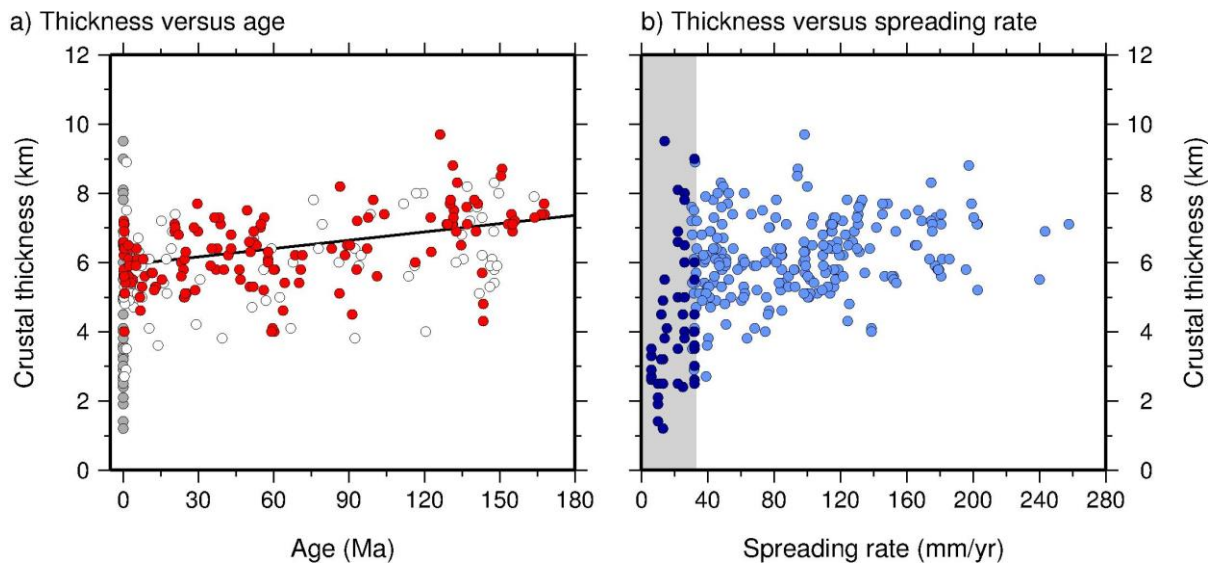 a) Thickness versus age
b) Thickness versus spreading rate
12
10
8
6
4
2
0
Crustal thickness (km)
0 30 60 90 120 150 180
Age (Ma)
12
10
8
6
4
2
0
Crustal thickness (km)
0 40 80 120 160 200 240 280
Spreading rate (mm/yr)